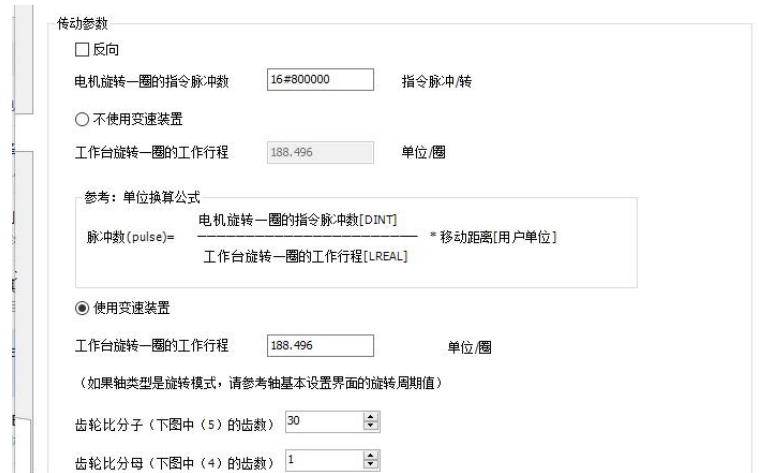 传动参数
反向
电机旋转一圈的指令脉冲数 16#800000 指令脉冲/转
不使用变速装置
工作台旋转一圈的工作行程 188.496 单位/圈
参考：单位换算公式
电机旋转一圈的指令脉冲数[DINT]
脉冲数(pulse)= * 移动距离[用户单位]
工作台旋转一圈的工作行程[LREAL]
使用变速装置
工作台旋转一圈的工作行程 188.496 单位/圈
（如果轴类型是旋转模式，请参考轴基本设置界面的旋转周期值）
齿轮比分子（下图中（5）的齿数） 30
齿轮比分母（下图中（4）的齿数） 1